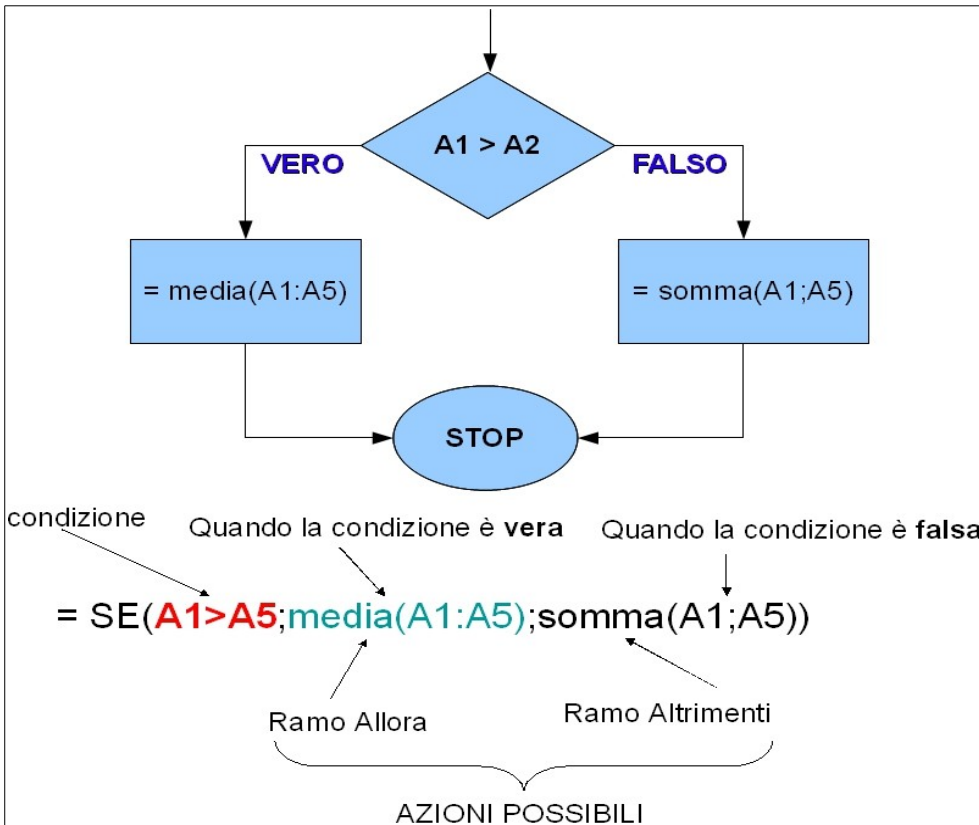 A1 > A2
VERO
FALSO
= media(A1:A5)
= somma(A1;A5)
STOP
condizione
Quando la condizione è vera
Quando la condizione è falsa
= SE(A1>A5;media(A1:A5);somma(A1;A5))
Ramo Allora
Ramo Altrimenti
AZIONI POSSIBILI